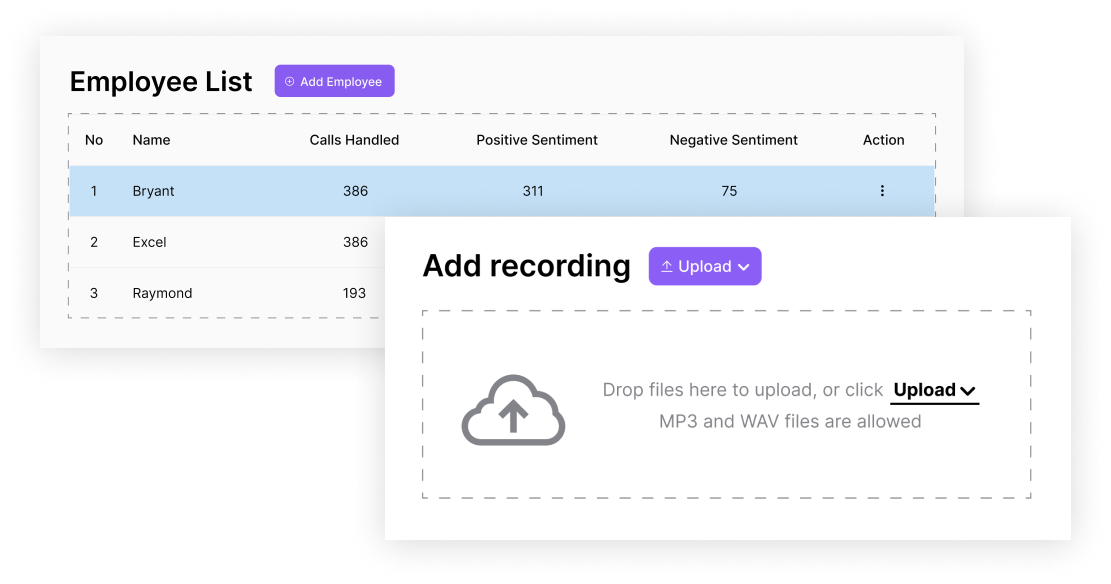 Employee List Add Employee
No Name Calls Handled Positive Sentiment Negative Sentiment Action
1 Bryant 386 311 75
2 Excel 386
3 Raymond 193
Add recording Upload
Drop files here to upload, or click Upload
MP3 and WAV files are allowed